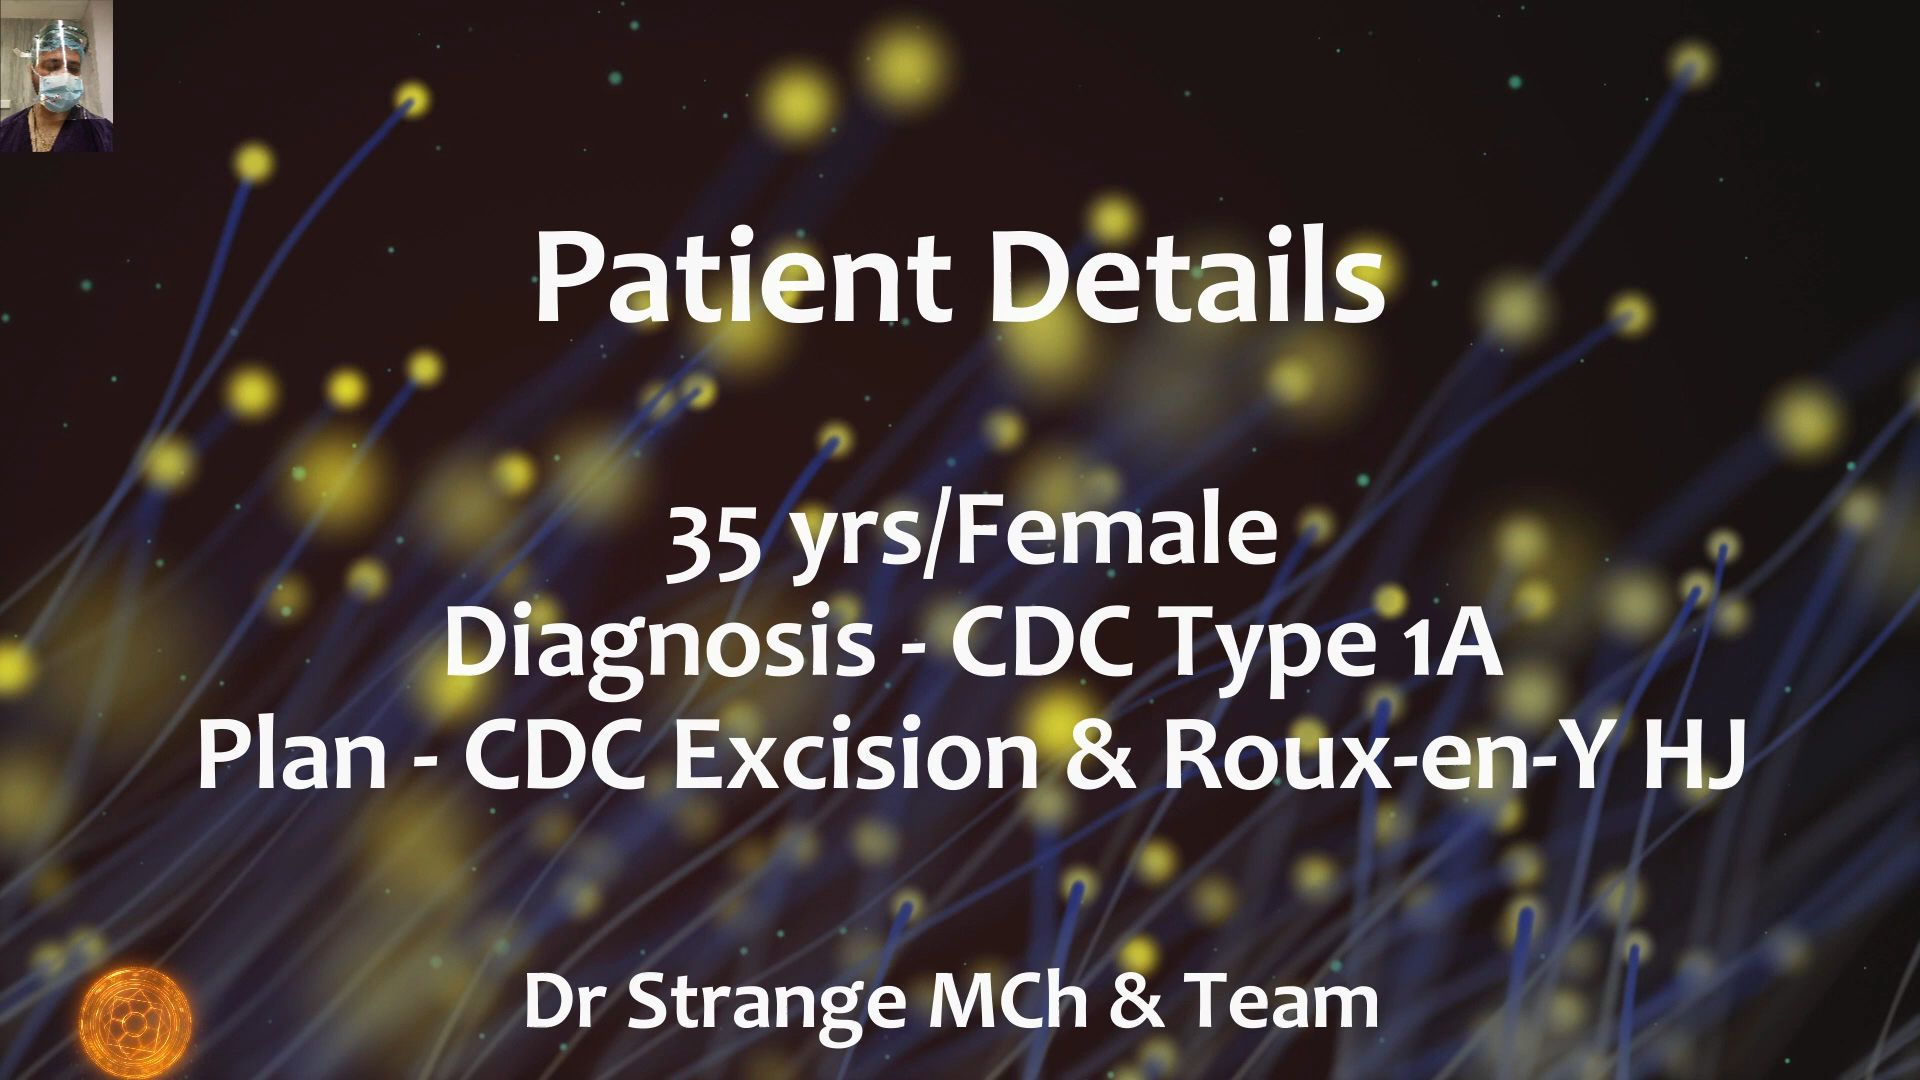 Patient Details
35 yrs/Female
Diagnosis - CDC Type 1A
Plan - CDC Excision & Roux-en-Y HJ
Dr Strange MCh & Team